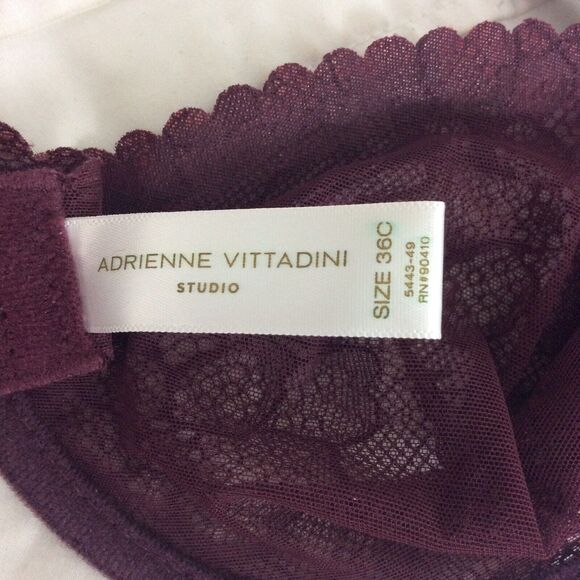 ADRIENNE VITTADINI
STUDIO
SIZE 36C
5443-49
RN#90410